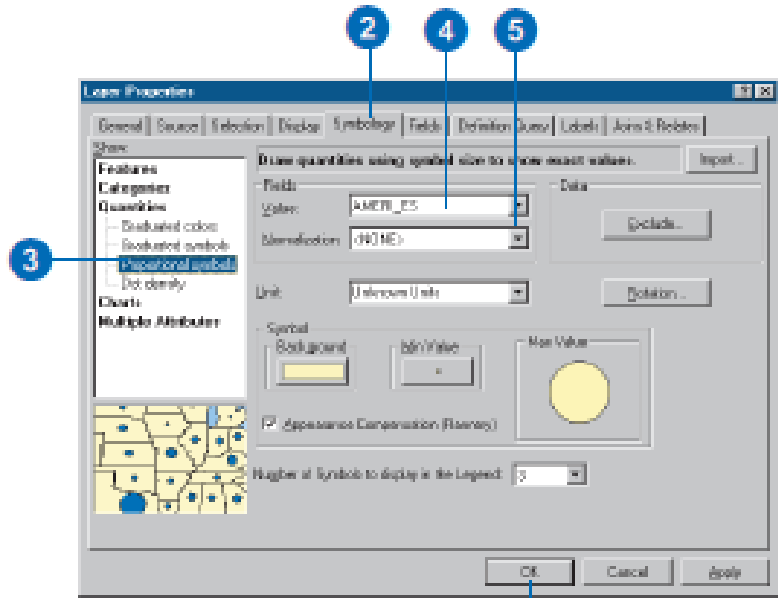 2 4 5
Layer Properties
General Source Selection Display Symbology Fields Definition Query Labels Joins & Relates
Show:
Features
Categories
Quantities
Graduated colors
Graduated symbols
3
Proportional symbols
Dot density
Charts
Multiple Attributes
Draw quantities using symbol size to show exact values.
Import...
Fields
Value: AMERI_ES
Normalization: <NONE>
Data
Exclude...
Unit: Unknown Units
Rotation...
Symbol
Background
Min Value
Max Value
Appearance Compensation (Flannery)
Number of Symbols to display in the Legend:
OK Cancel Apply